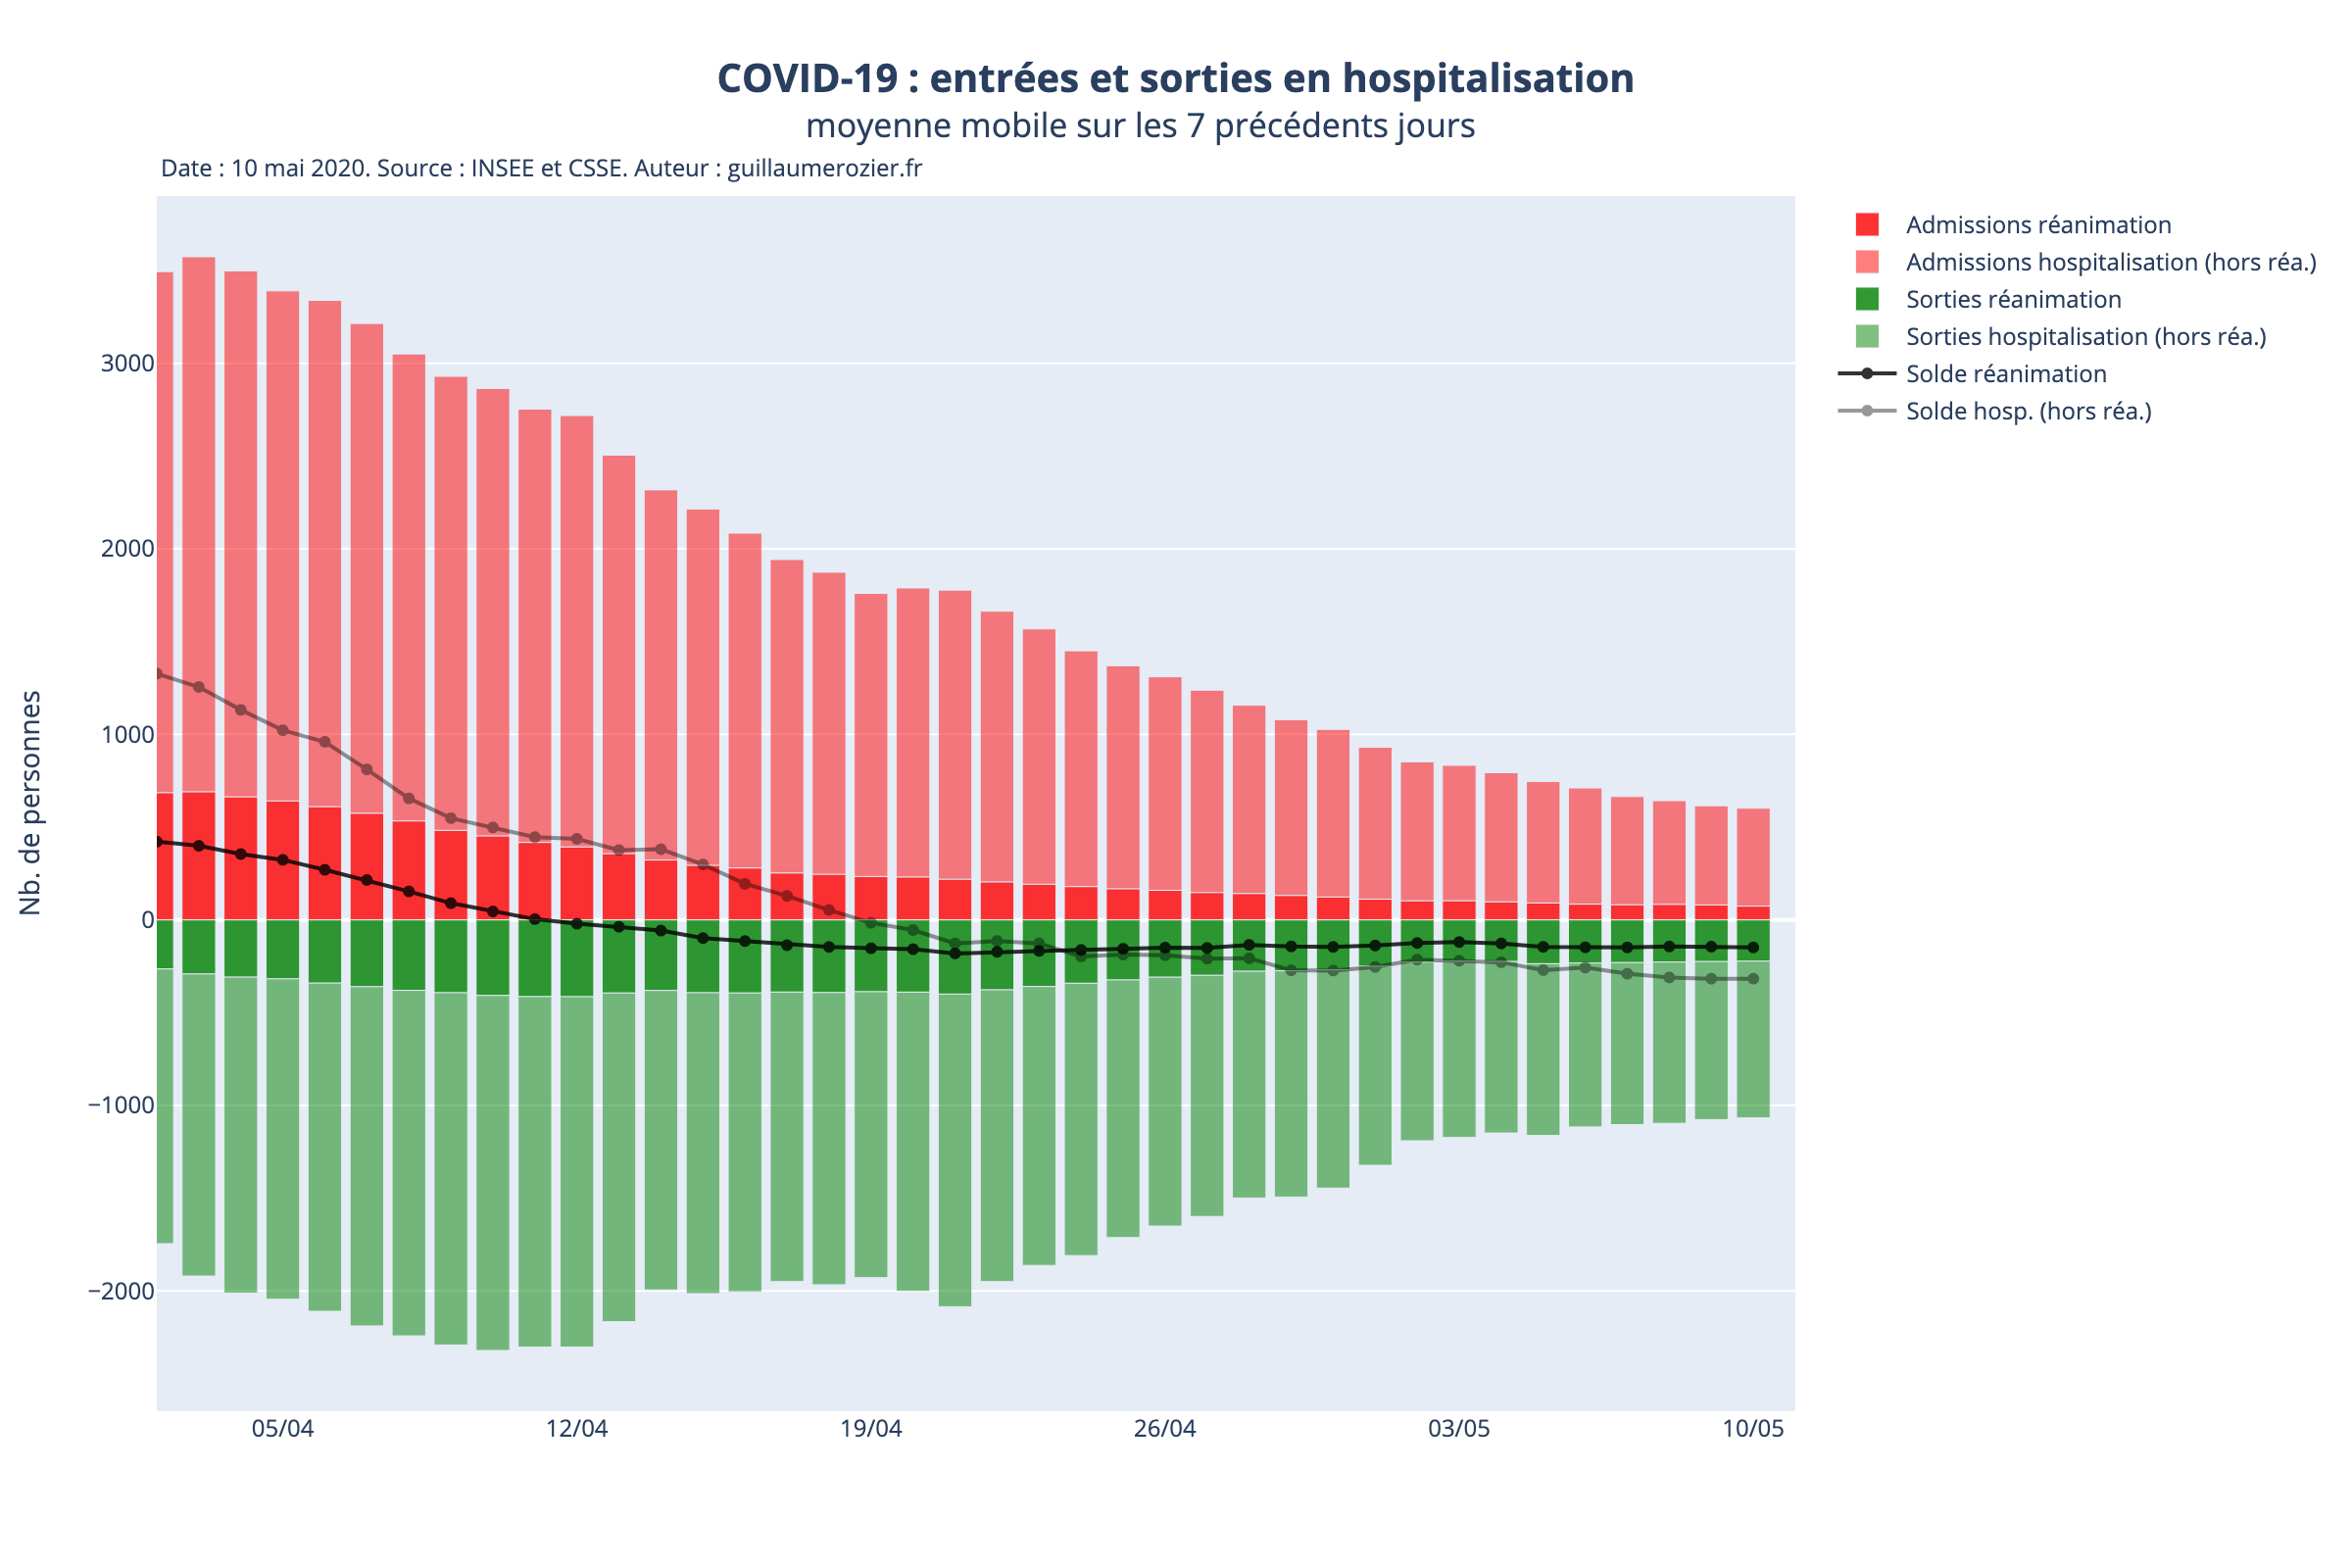 COVID-19 : entrées et sorties en hospitalisation
moyenne mobile sur les 7 précédents jours
Date : 10 mai 2020. Source : INSEE et CSSE. Auteur : guillaumerozier.fr
Admissions réanimation
Admissions hospitalisation (hors réa.)
Sorties réanimation
Sorties hospitalisation (hors réa.)
Solde réanimation
Solde hosp. (hors réa.)
Nb. de personnes
3000
2000
1000
0
−1000
−2000
05/04
12/04
19/04
26/04
03/05
10/05